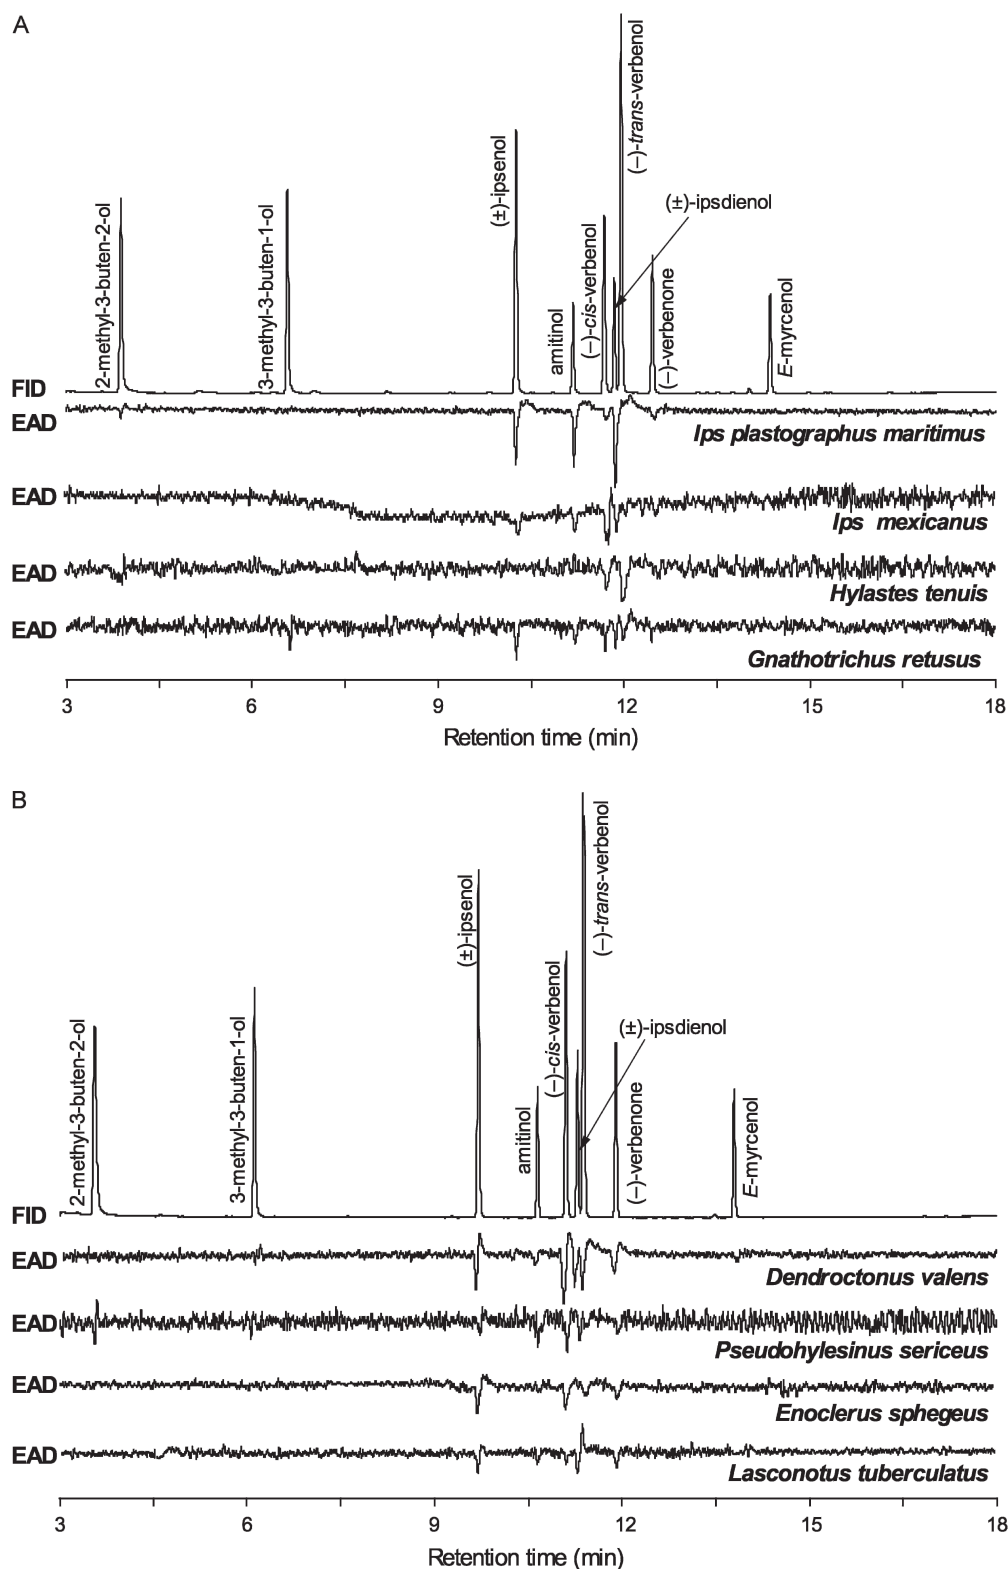 A
2-methyl-3-buten-2-ol
3-methyl-3-buten-1-ol
(±)-ipsenol
amitinol
(–)-cis-verbenol
(–)-trans-verbenol
(±)-ipsdienol
(–)-verbenone
E-myrcenol
FID
EAD
Ips plastographus maritimus
EAD
Ips mexicanus
EAD
Hylastes tenuis
EAD
Gnathotrichus retusus
3 6 9 12 15 18
Retention time (min)
B
2-methyl-3-buten-2-ol
3-methyl-3-buten-1-ol
(±)-ipsenol
amitinol
(–)-cis-verbenol
(–)-trans-verbenol
(±)-ipsdienol
(–)-verbenone
E-myrcenol
FID
EAD
Dendroctonus valens
EAD
Pseudohylesinus sericeus
EAD
Enoclerus sphegeus
EAD
Lasconotus tuberculatus
3 6 9 12 15 18
Retention time (min)